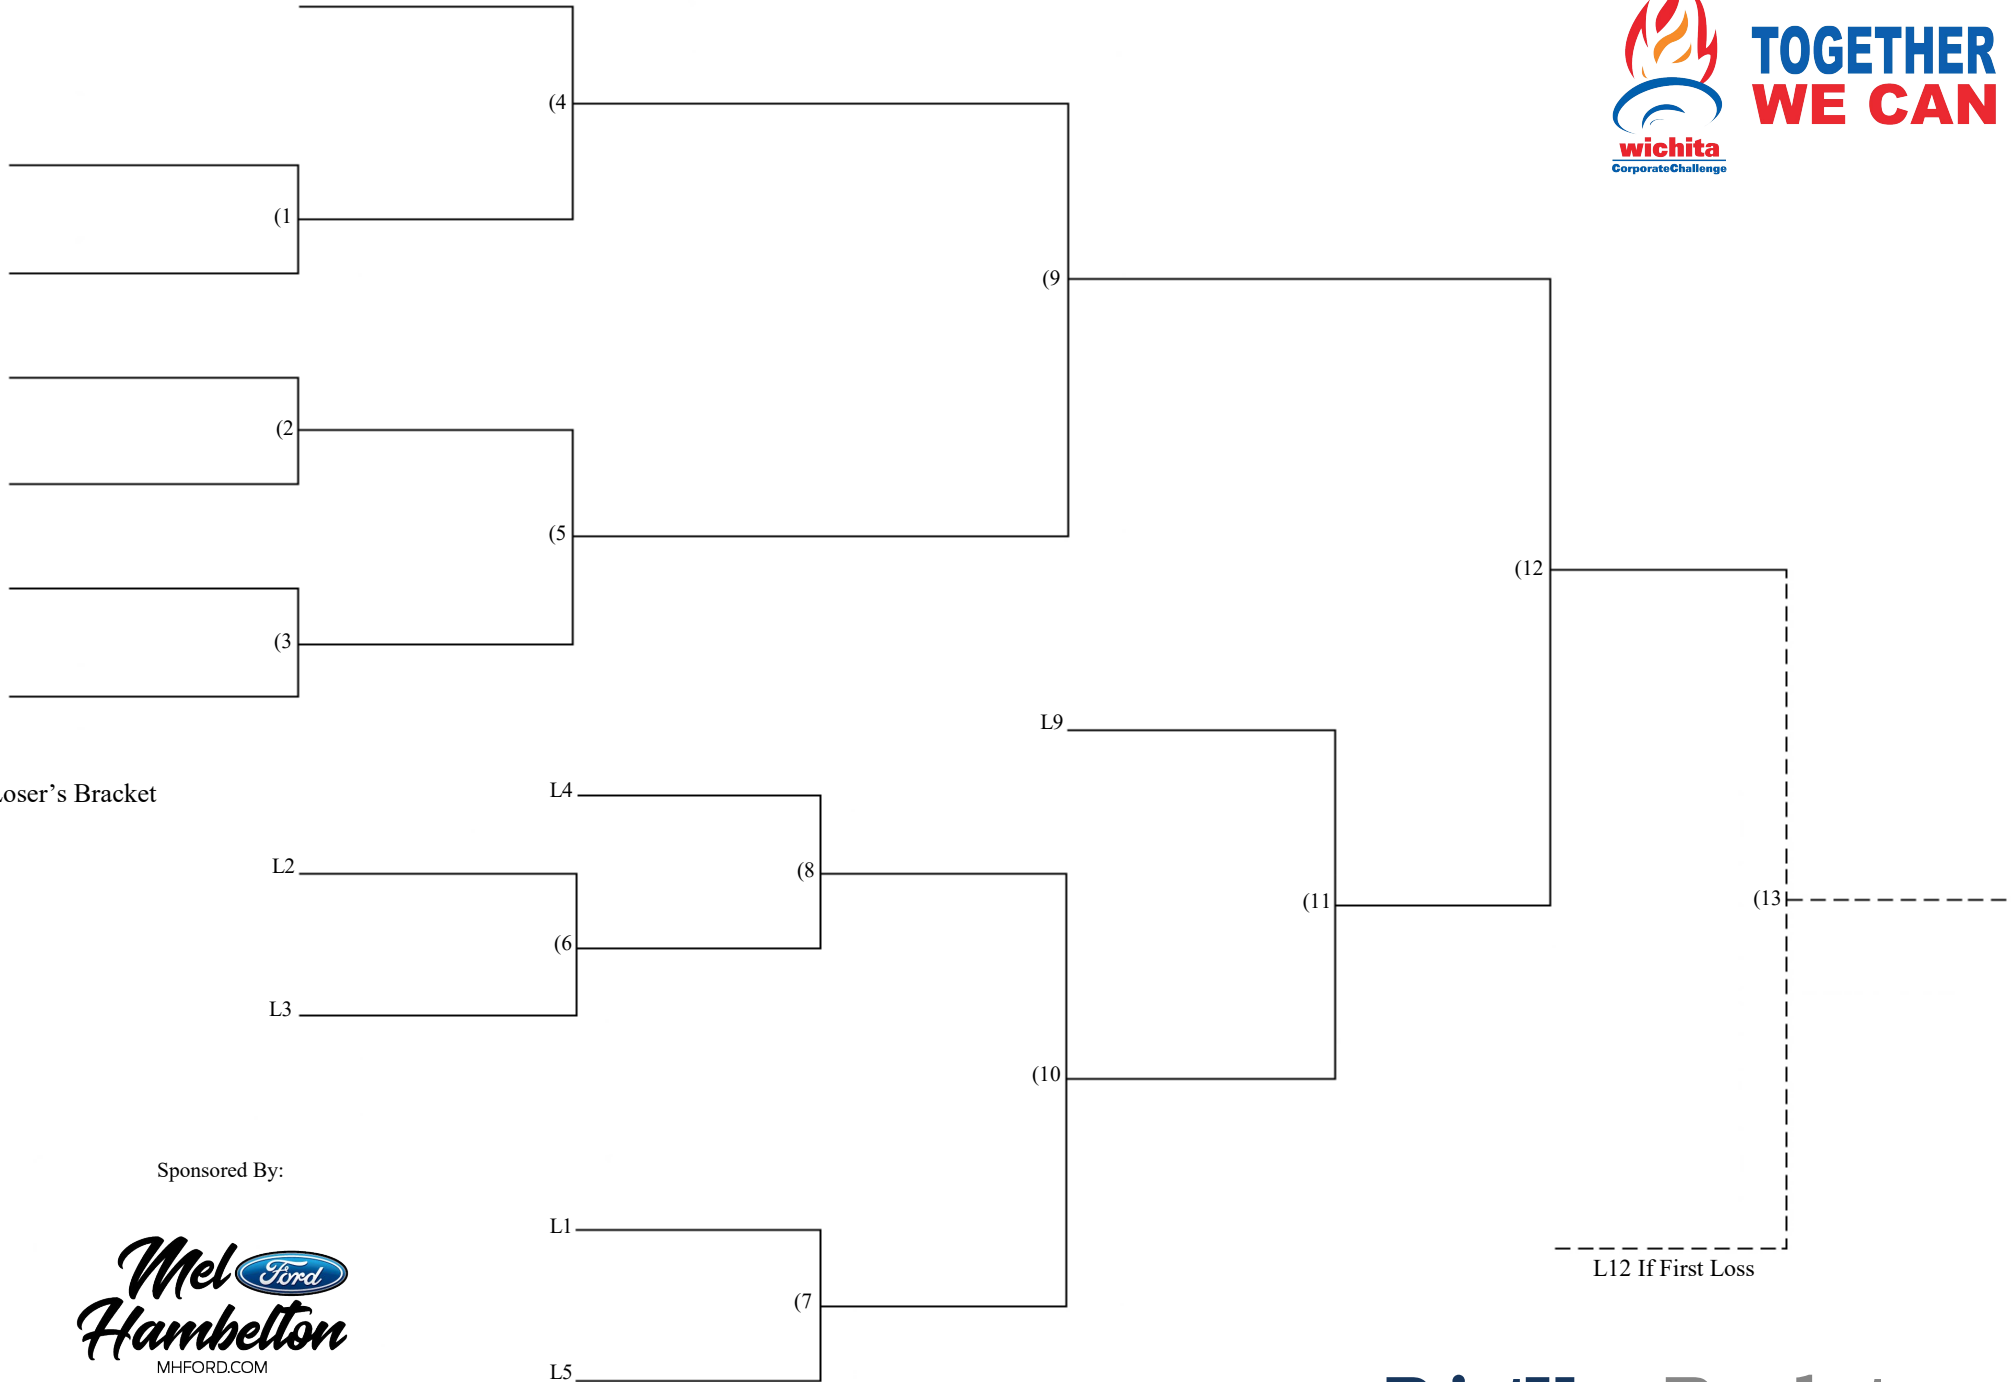 TOGETHER
WE CAN
wichita
CorporateChallenge
(4
(1
(9
(2
(5
(12
(3
L9
Loser’s Bracket
L4
L2
(8
(11
(13
(6
L3
(10
Sponsored By:
L1
L12 If First Loss
Mel Ford
Hambelton
(7
MHFORD.COM
L5